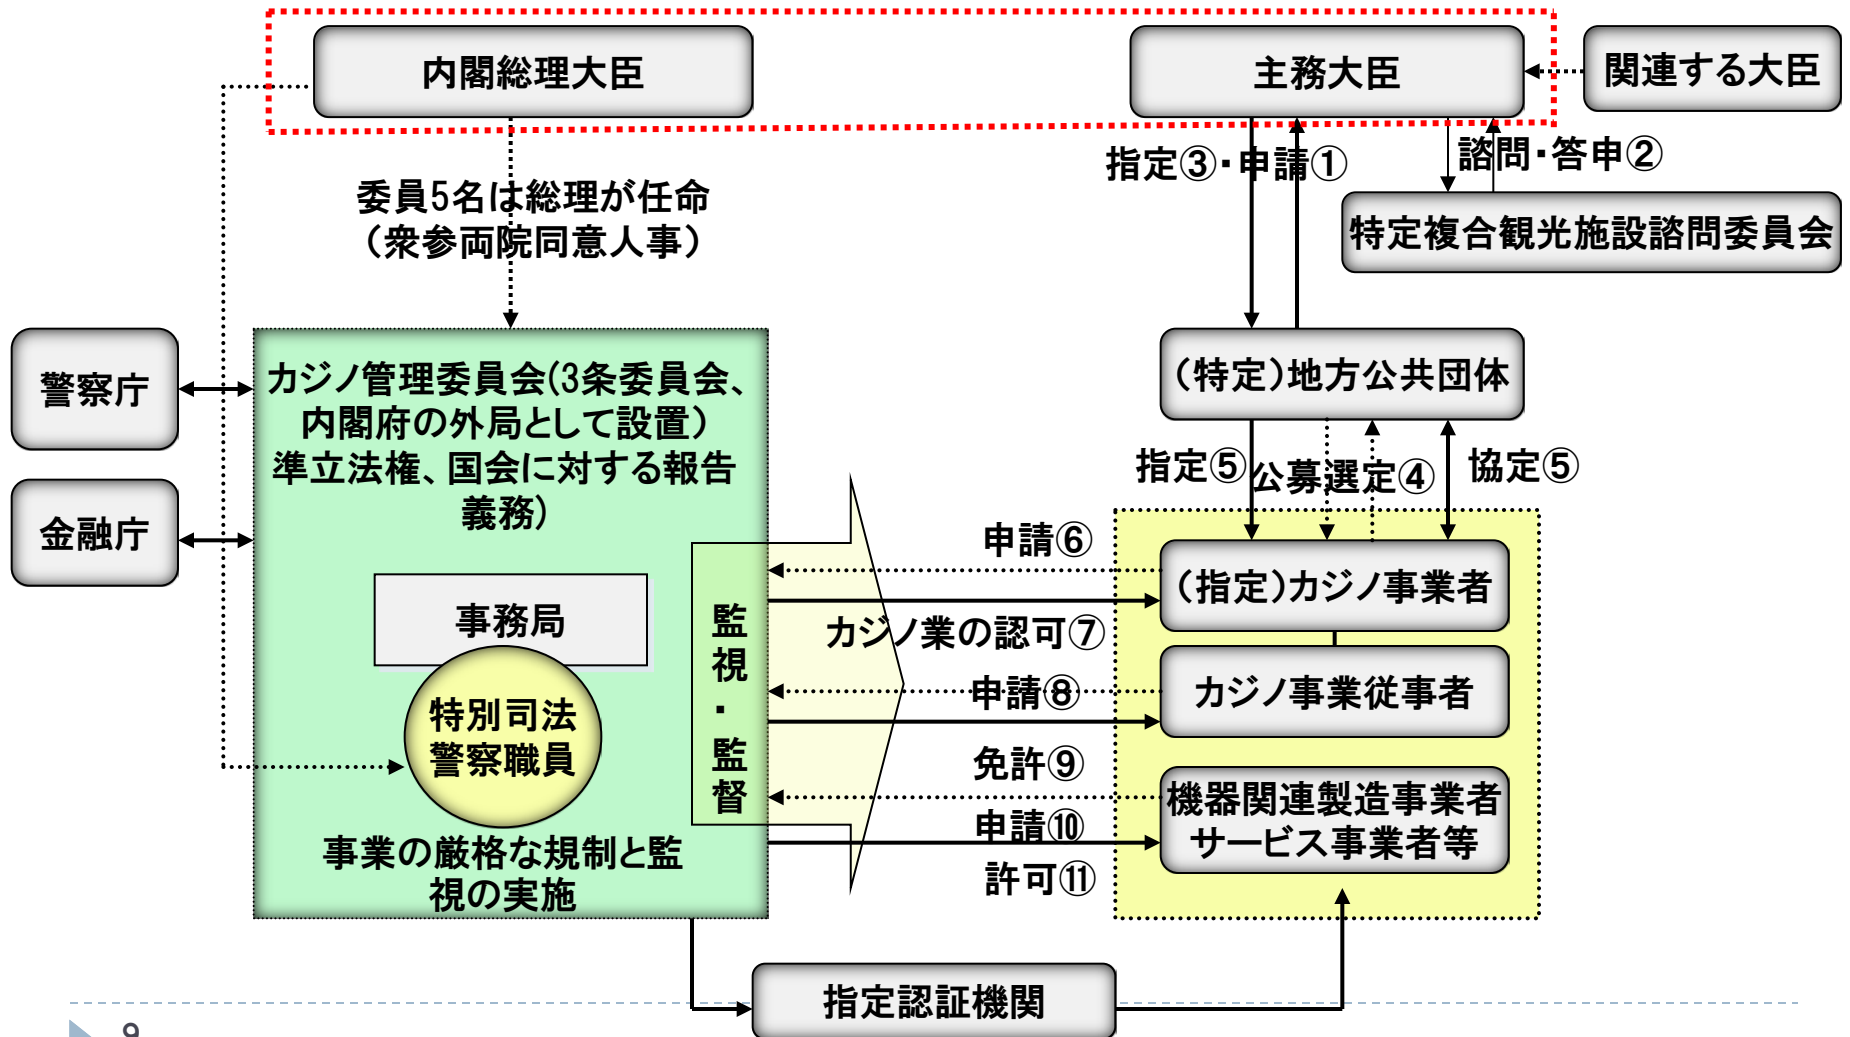 内閣総理大臣
主務大臣
関連する大臣
指定③・申請①
諮問・答申②
委員5名は総理が任命
（衆参両院同意人事）
特定複合観光施設諮問委員会
警察庁
カジノ管理委員会(3条委員会、
内閣府の外局として設置）
準立法権、国会に対する報告
義務)
（特定）地方公共団体
指定⑤
公募選定④
協定⑤
金融庁
申請⑥
（指定）カジノ事業者
事務局
監視・監督
カジノ業の認可⑦
申請⑧
カジノ事業従事者
特別司法
警察職員
免許⑨
機器関連製造事業者
サービス事業者等
申請⑩
事業の厳格な規制と監
視の実施
許可⑪
指定認証機関
9